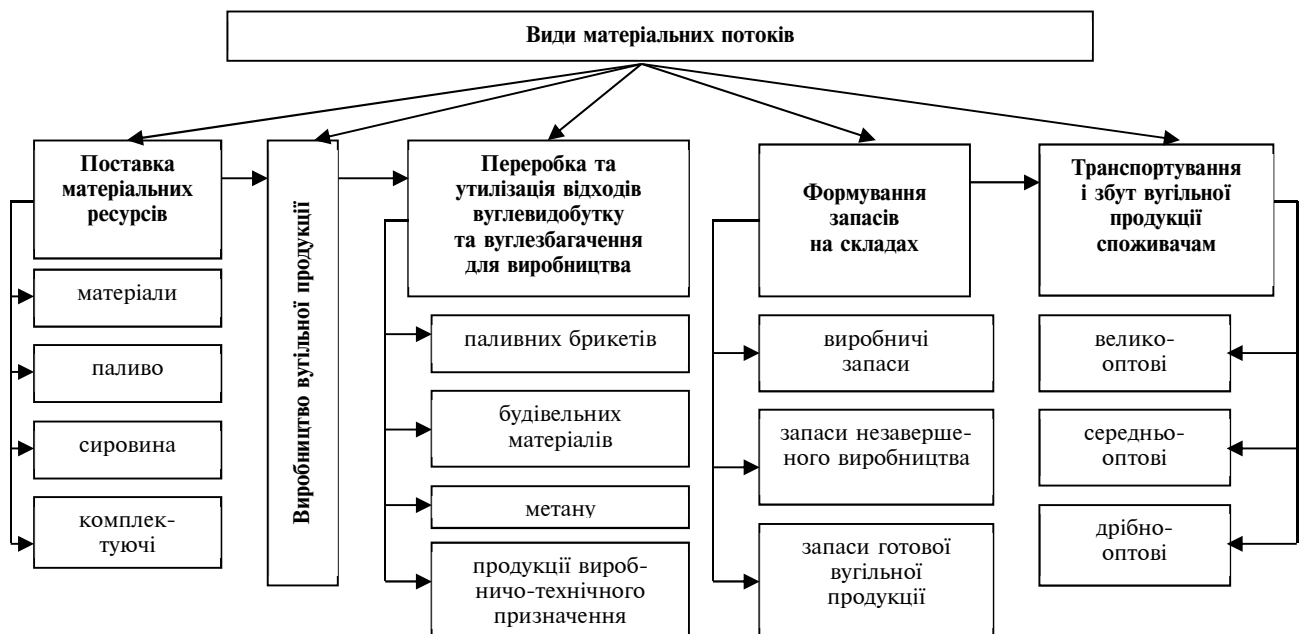 Види матеріальних потоків
Поставка
матеріальних
ресурсів
матеріали
паливо
сировина
комплек-
туючі
Виробництво вугільної продукції
Переробка та
утилізація відходів
вуглевидобутку
та вуглезбагачення
для виробництва
паливних брикетів
будівельних
матеріалів
метану
продукції вироб-
ничо-технічного
призначення
Формування
запасів
на складах
виробничі
запаси
запаси незаверше-
ного виробництва
запаси готової
вугільної
продукції
Транспортування
і збут вугільної
продукції
споживачам
велико-
оптові
середньо-
оптові
дрібно-
оптові